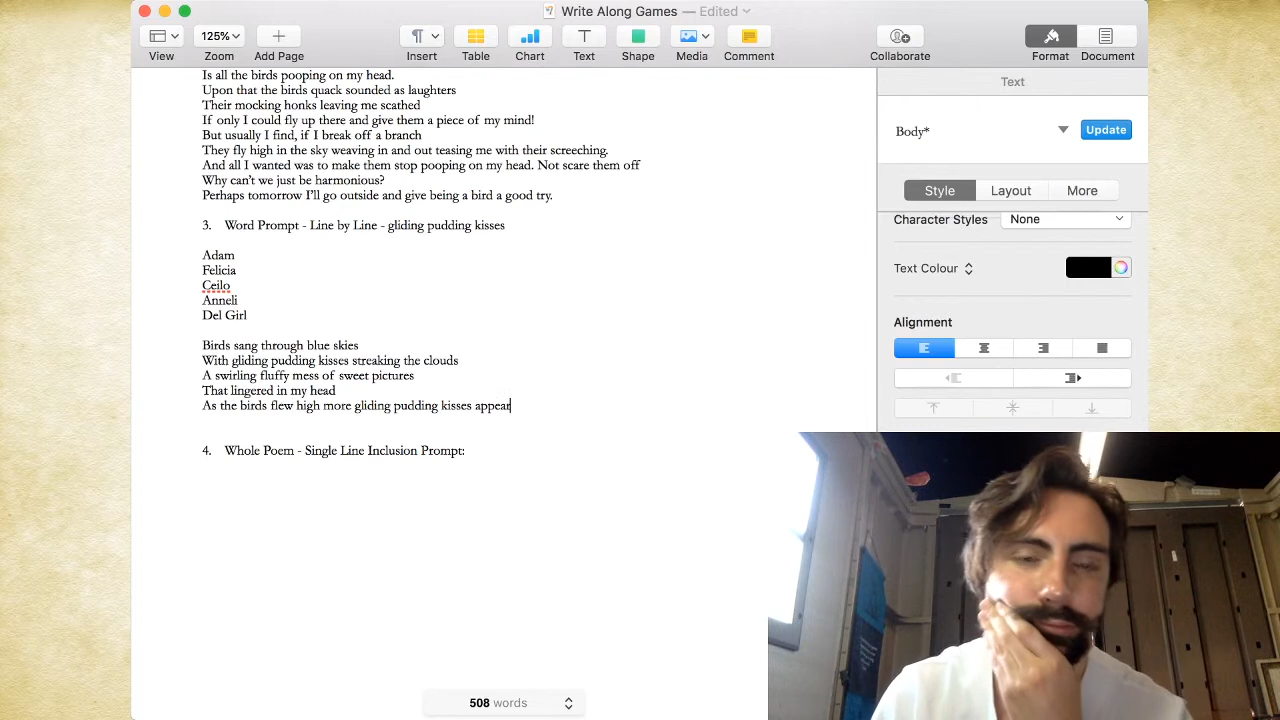 Write Along Games — Edited
125%
View
Zoom
Add Page
Insert
Table
Chart
Text
Shape
Media
Comment
Collaborate
Format
Document
Is all the birds pooping on my head.
Upon that the birds quack sounded as laughters
Their mocking honks leaving me scathed
If only I could fly up there and give them a piece of my mind!
But usually I find, if I break off a branch
They fly high in the sky weaving in and out teasing me with their screeching.
And all I wanted was to make them stop pooping on my head. Not scare them off
Why can't we just be harmonious?
Perhaps tomorrow I'll go outside and give being a bird a good try.
3. Word Prompt - Line by Line - gliding pudding kisses
Adam
Felicia
Ceilo
Anneli
Del Girl
Birds sang through blue skies
With gliding pudding kisses streaking the clouds
A swirling fluffy mess of sweet pictures
That lingered in my head
As the birds flew high more gliding pudding kisses appear
4. Whole Poem - Single Line Inclusion Prompt:
508 words
Text
Body*
Update
Style
Layout
More
Character Styles
None
Text Colour
Alignment